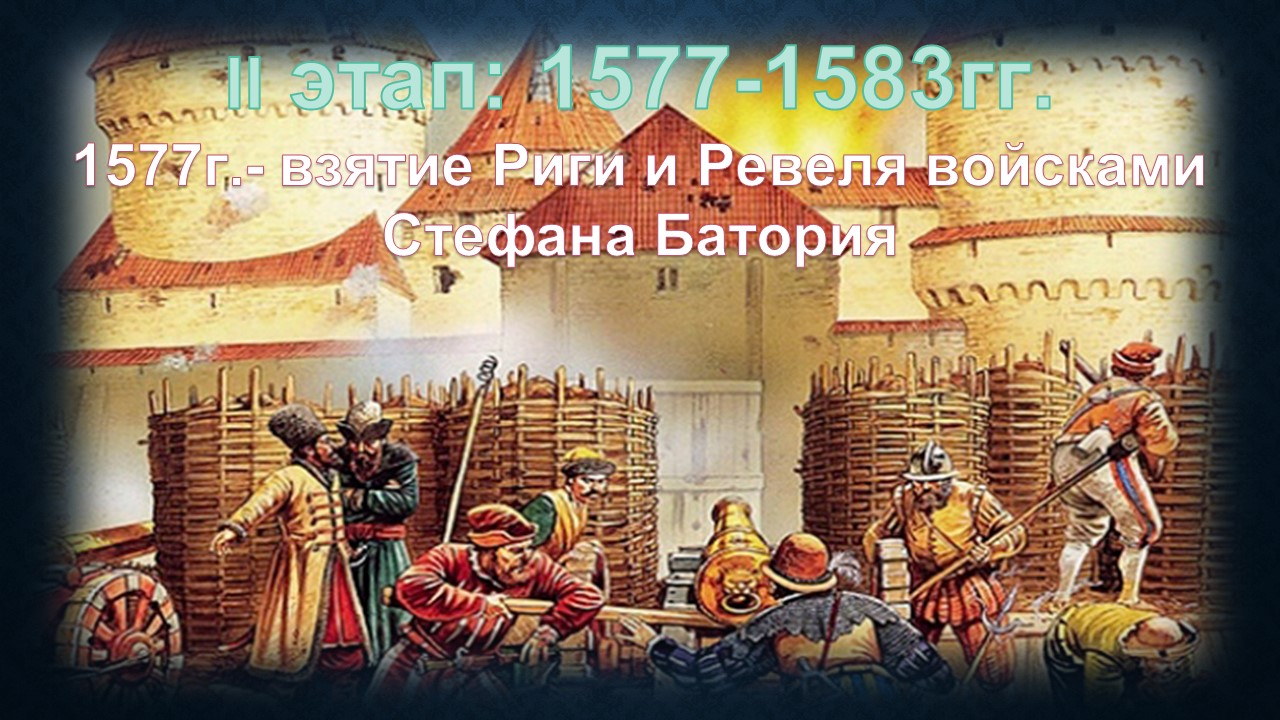 II этап: 1577-1583гг.
1577г.- взятие Риги и Ревеля войсками
Стефана Батория